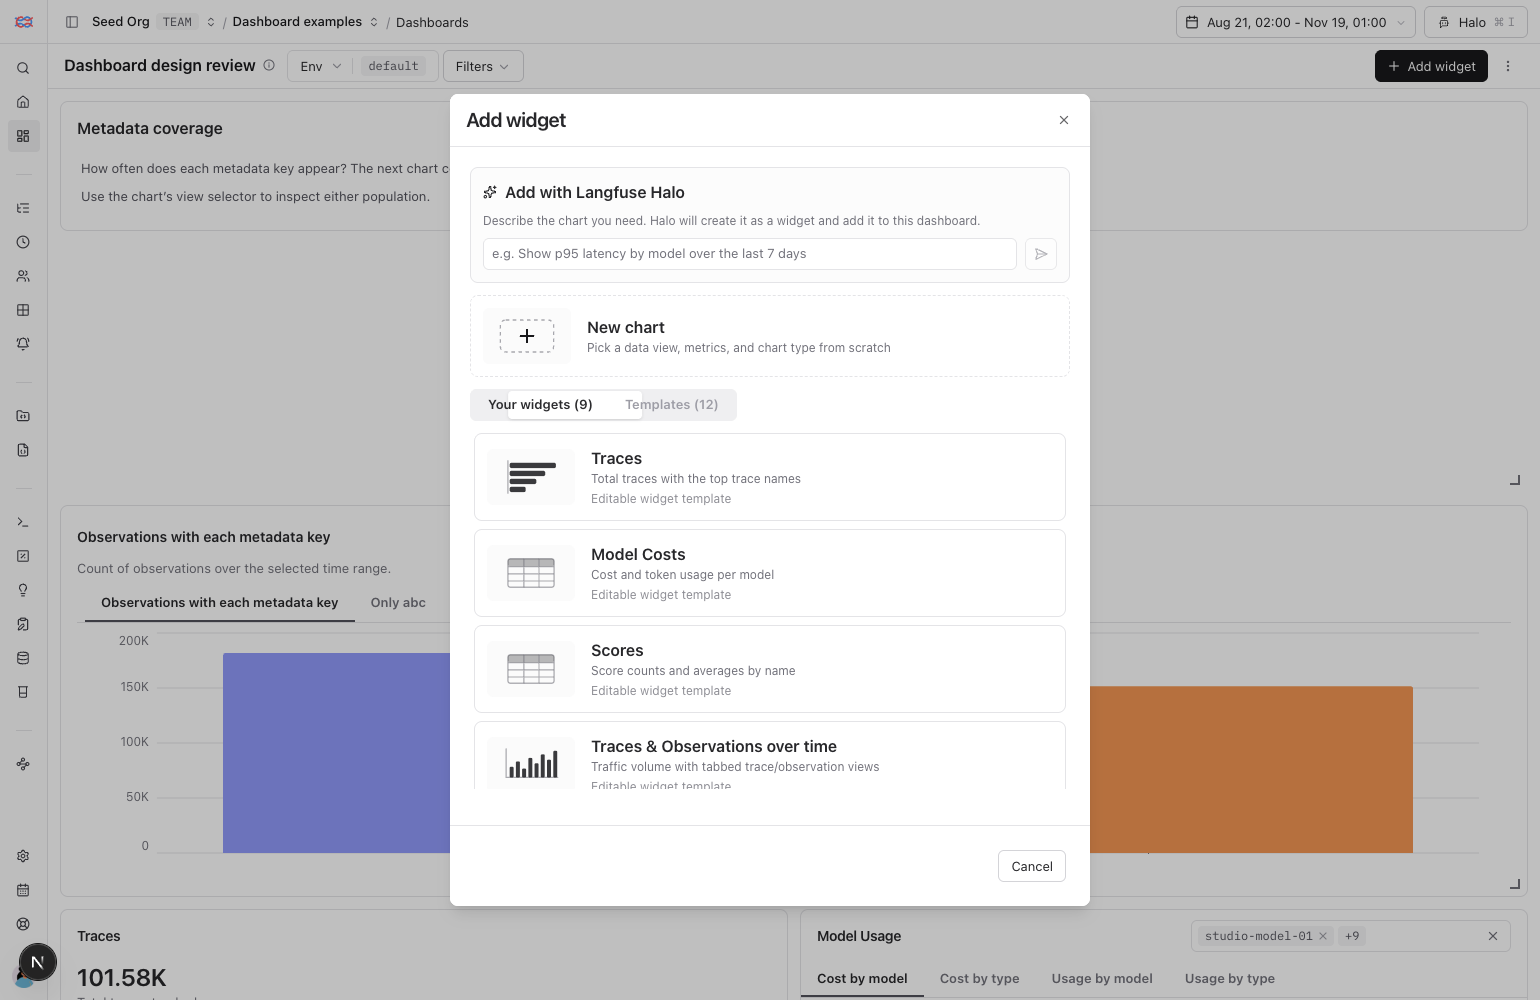 Seed Org TEAM / Dashboard examples / Dashboards
Aug 21, 02:00 - Nov 19, 01:00
Halo ⌘ I
Dashboard design review
Env default
Filters
+ Add widget
Metadata coverage
How often does each metadata key appear? The next chart c
Use the chart's view selector to inspect either population.
Add widget
Add with Langfuse Halo
Describe the chart you need. Halo will create it as a widget and add it to this dashboard.
e.g. Show p95 latency by model over the last 7 days
New chart
Pick a data view, metrics, and chart type from scratch
Your widgets (9) Templates (12)
Traces
Total traces with the top trace names
Editable widget template
Model Costs
Cost and token usage per model
Editable widget template
Scores
Score counts and averages by name
Editable widget template
Traces & Observations over time
Traffic volume with tabbed trace/observation views
Editable widget template
Cancel
Observations with each metadata key
Count of observations over the selected time range.
Observations with each metadata key Only abc
200K
150K
100K
50K
0
Traces
101.58K
Model Usage
studio-model-01 × +9
Cost by model Cost by type Usage by model Usage by type
N